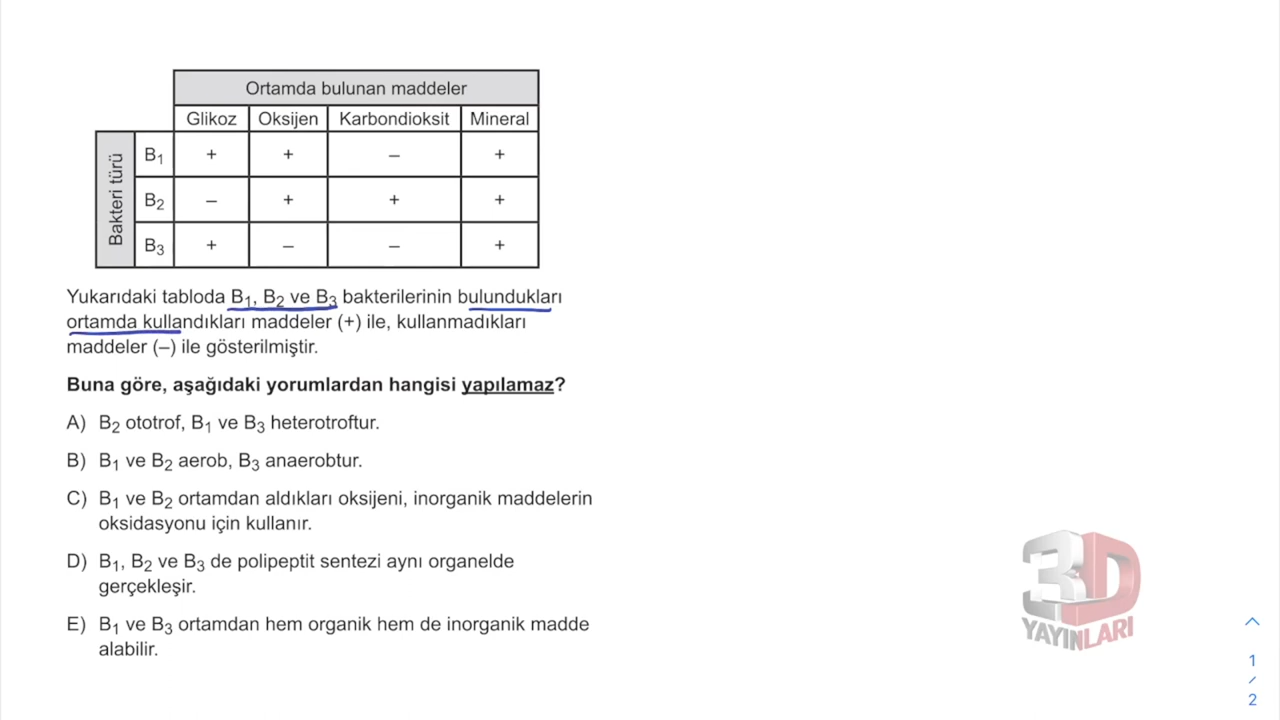 Ortamda bulunan maddeler
Glikoz Oksijen Karbondioksit Mineral
Bakteri türü
B₁ + + – +
B₂ – + + +
B₃ + – – +
Yukarıdaki tabloda B₁, B₂ ve B₃ bakterilerinin bulundukları
ortamda kullandıkları maddeler (+) ile, kullanmadıkları
maddeler (–) ile gösterilmiştir.
Buna göre, aşağıdaki yorumlardan hangisi yapılamaz?
A) B₂ ototrof, B₁ ve B₃ heterotroftur.
B) B₁ ve B₂ aerob, B₃ anaerobtur.
C) B₁ ve B₂ ortamdan aldıkları oksijeni, inorganik maddelerin
oksidasyonu için kullanır.
D) B₁, B₂ ve B₃ de polipeptit sentezi aynı organelde
gerçekleşir.
E) B₁ ve B₃ ortamdan hem organik hem de inorganik madde
alabilir.
3D
YAYINLARI
1
/
2